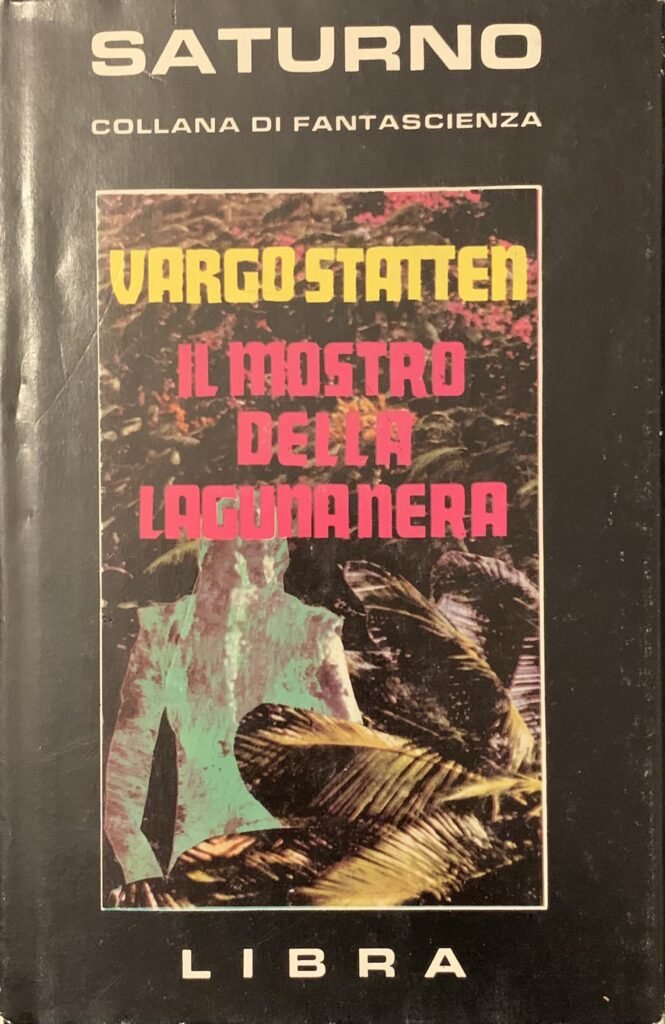 SATURNO
COLLANA DI FANTASCIENZA
VARGO STATTEN
IL MOSTRO
DELLA
LAGUNA NERA
LIBRA